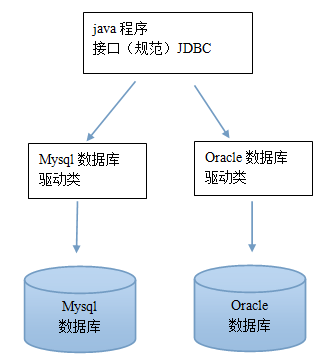 java 程序
接口（规范）JDBC
Mysql 数据库
驱动类
Oracle 数据库
驱动类
Mysql
数据库
Oracle
数据库